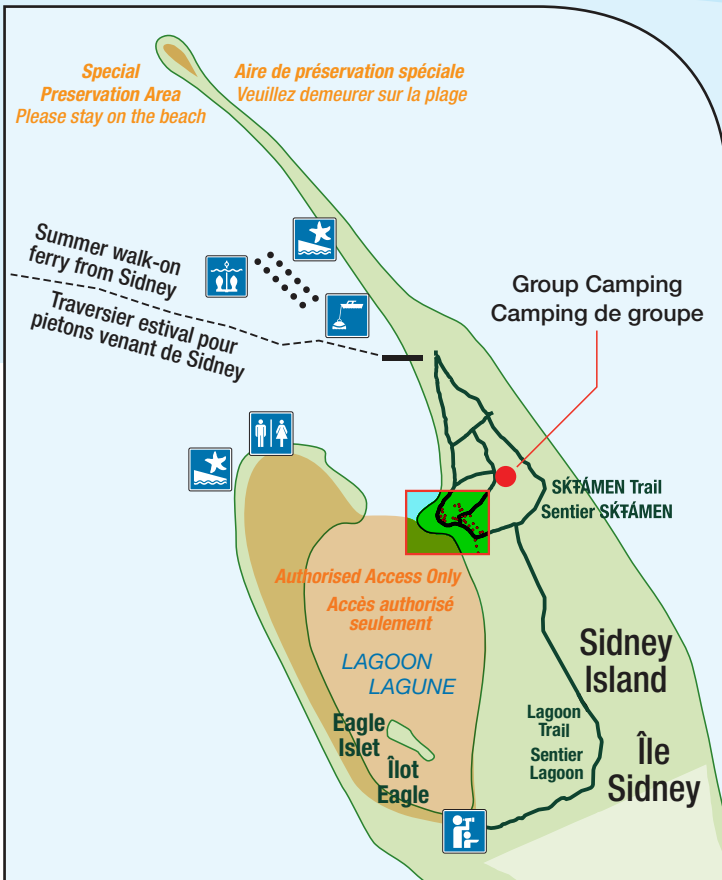 Special
Preservation Area
Please stay on the beach
Aire de préservation spéciale
Veuillez demeurer sur la plage
Summer walk-on
ferry from Sidney
Traversier estival pour
pietons venant de Sidney
Group Camping
Camping de groupe
SḰŦÁMEN Trail
Sentier SḰŦÁMEN
Authorised Access Only
Accès authorisé
seulement
LAGOON
LAGUNE
Eagle
Islet
Îlot
Eagle
Lagoon
Trail
Sentier
Lagoon
Sidney
Island
Île
Sidney